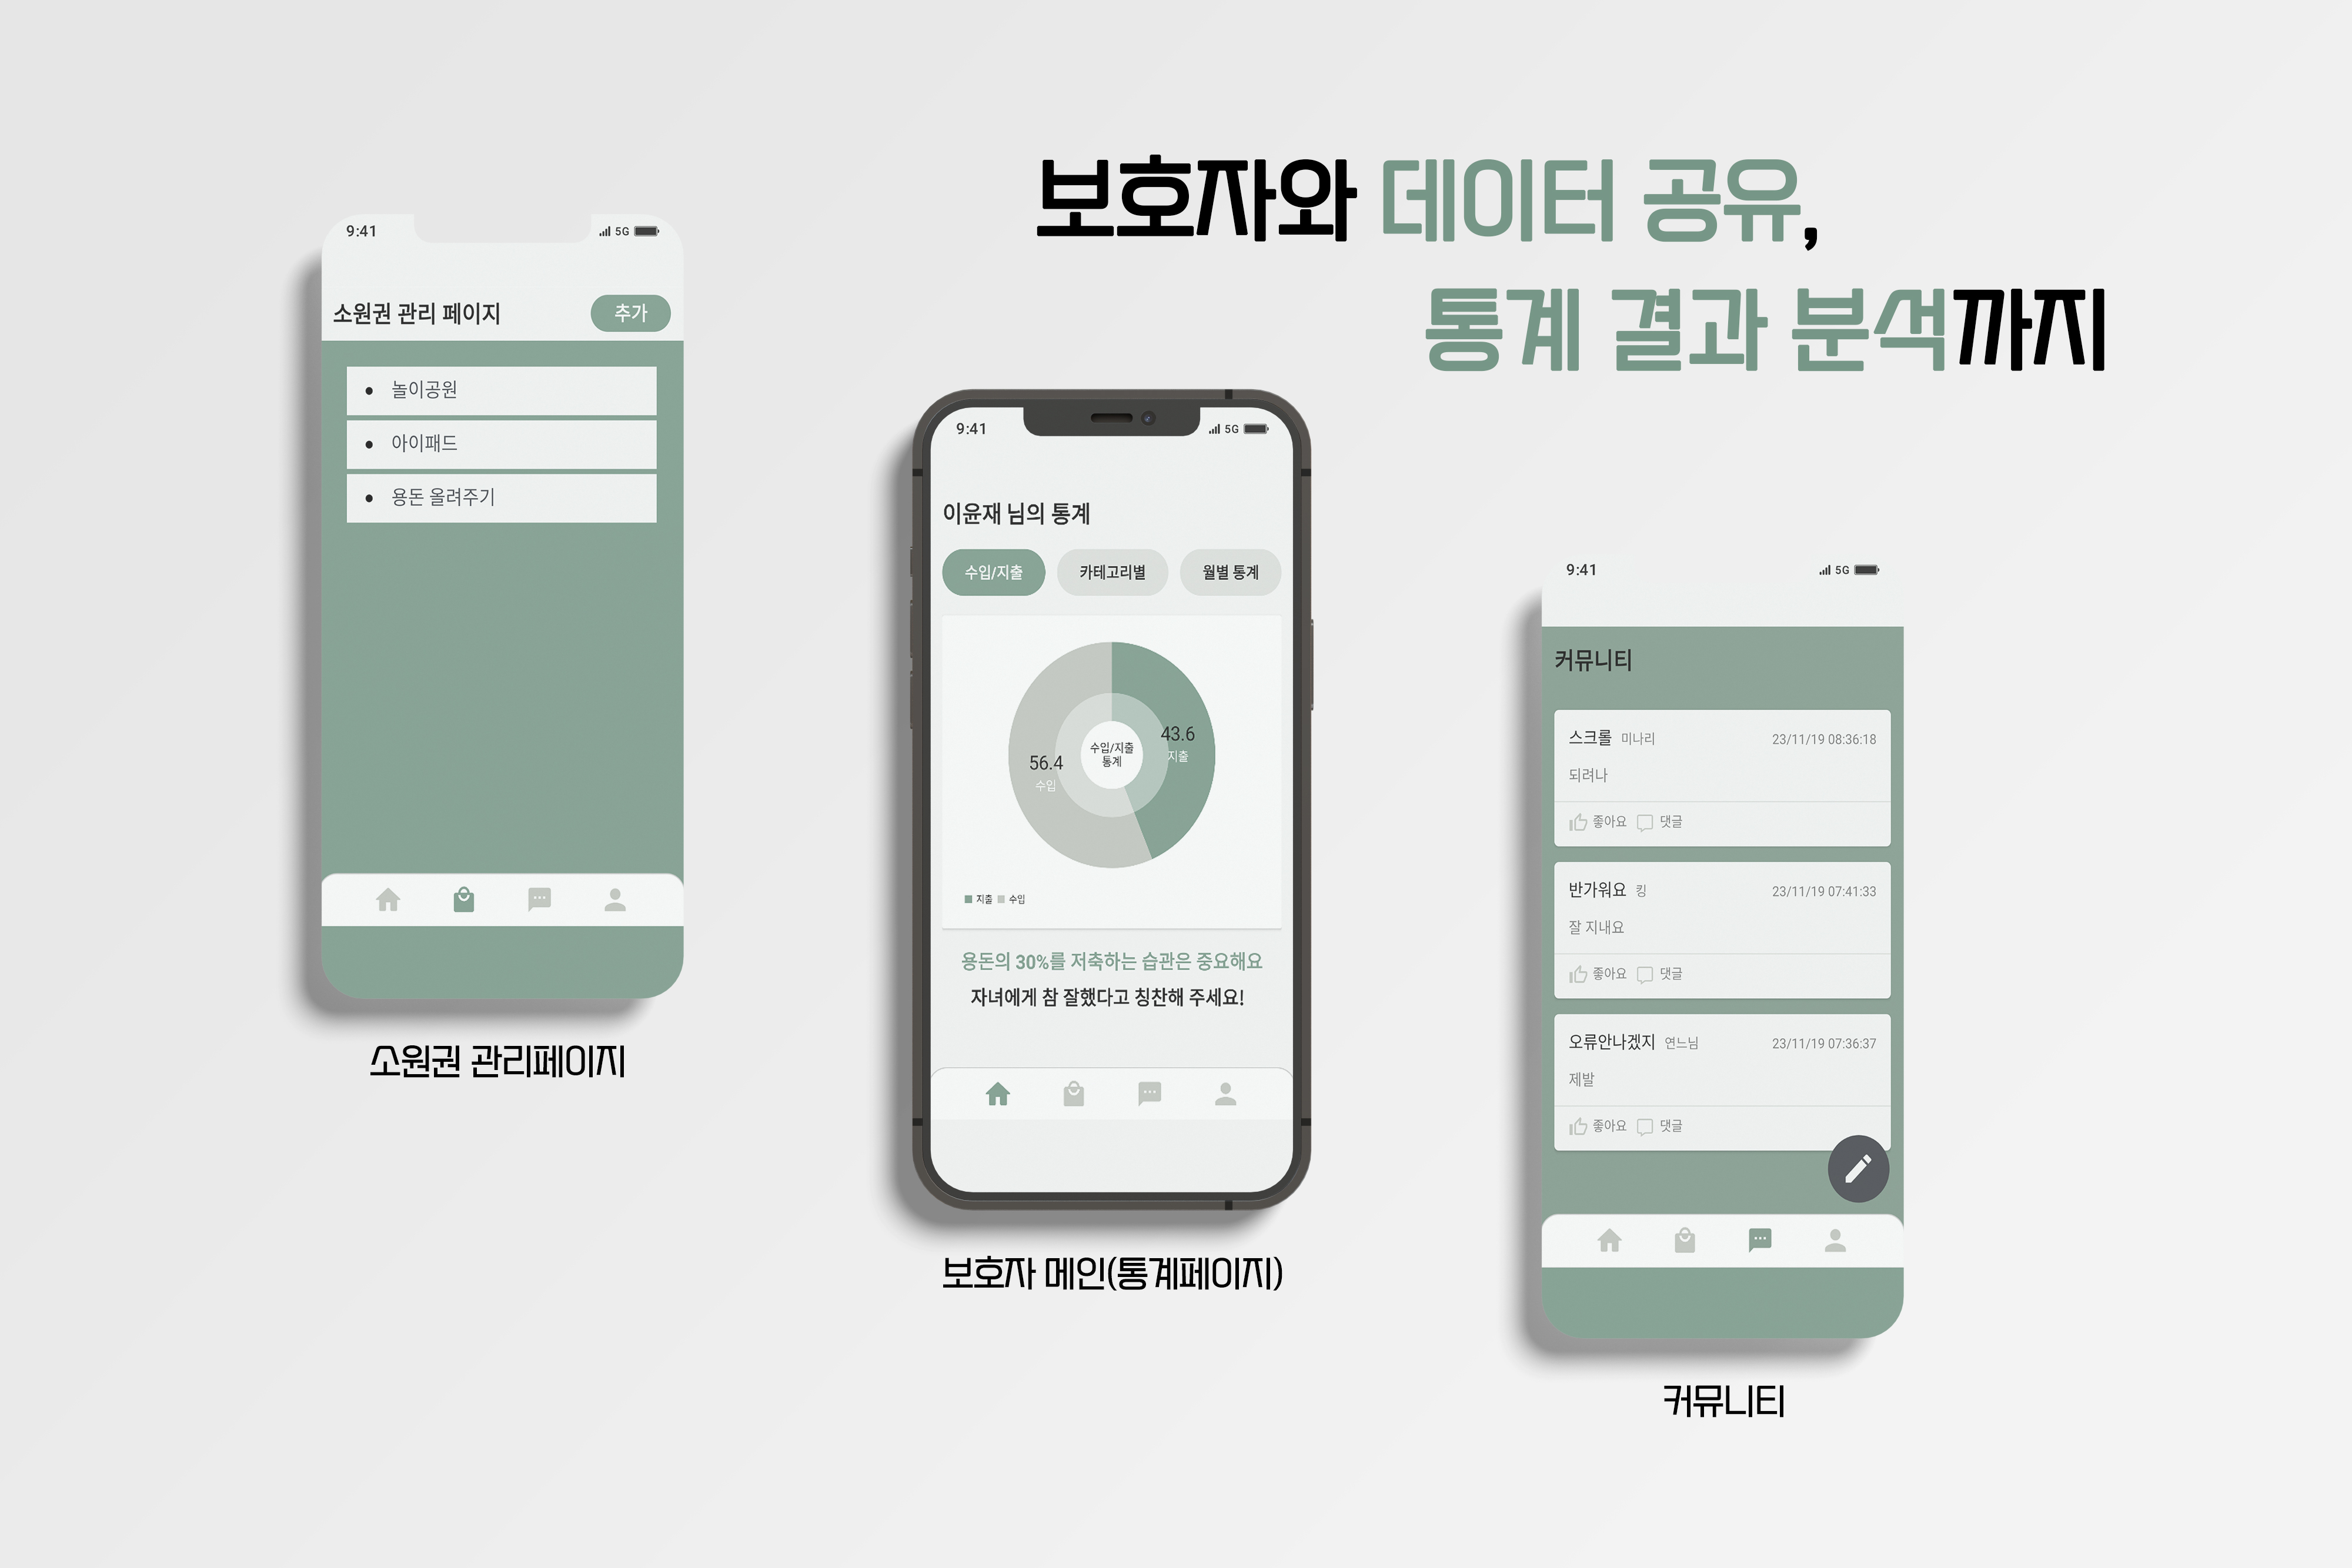 보호자와 데이터 공유,
통계 결과 분석까지
9:41
5G
소원권 관리 페이지
추가
놀이공원
아이패드
용돈 올려주기
소원권 관리페이지
9:41
5G
이윤재 님의 통계
수입/지출 카테고리별 월별 통계
43.6
지출
수입/지출
통계
56.4
수입
지출 수입
용돈의 30%를 저축하는 습관은 중요해요
자녀에게 참 잘했다고 칭찬해 주세요!
보호자 메인(통계페이지)
9:41
5G
커뮤니티
스크롤 미나리 23/11/19 08:36:18
되려나
좋아요 댓글
반가워요 킹 23/11/19 07:41:33
잘 지내요
좋아요 댓글
오류안나겠지 연느님 23/11/19 07:36:37
제발
좋아요 댓글
커뮤니티